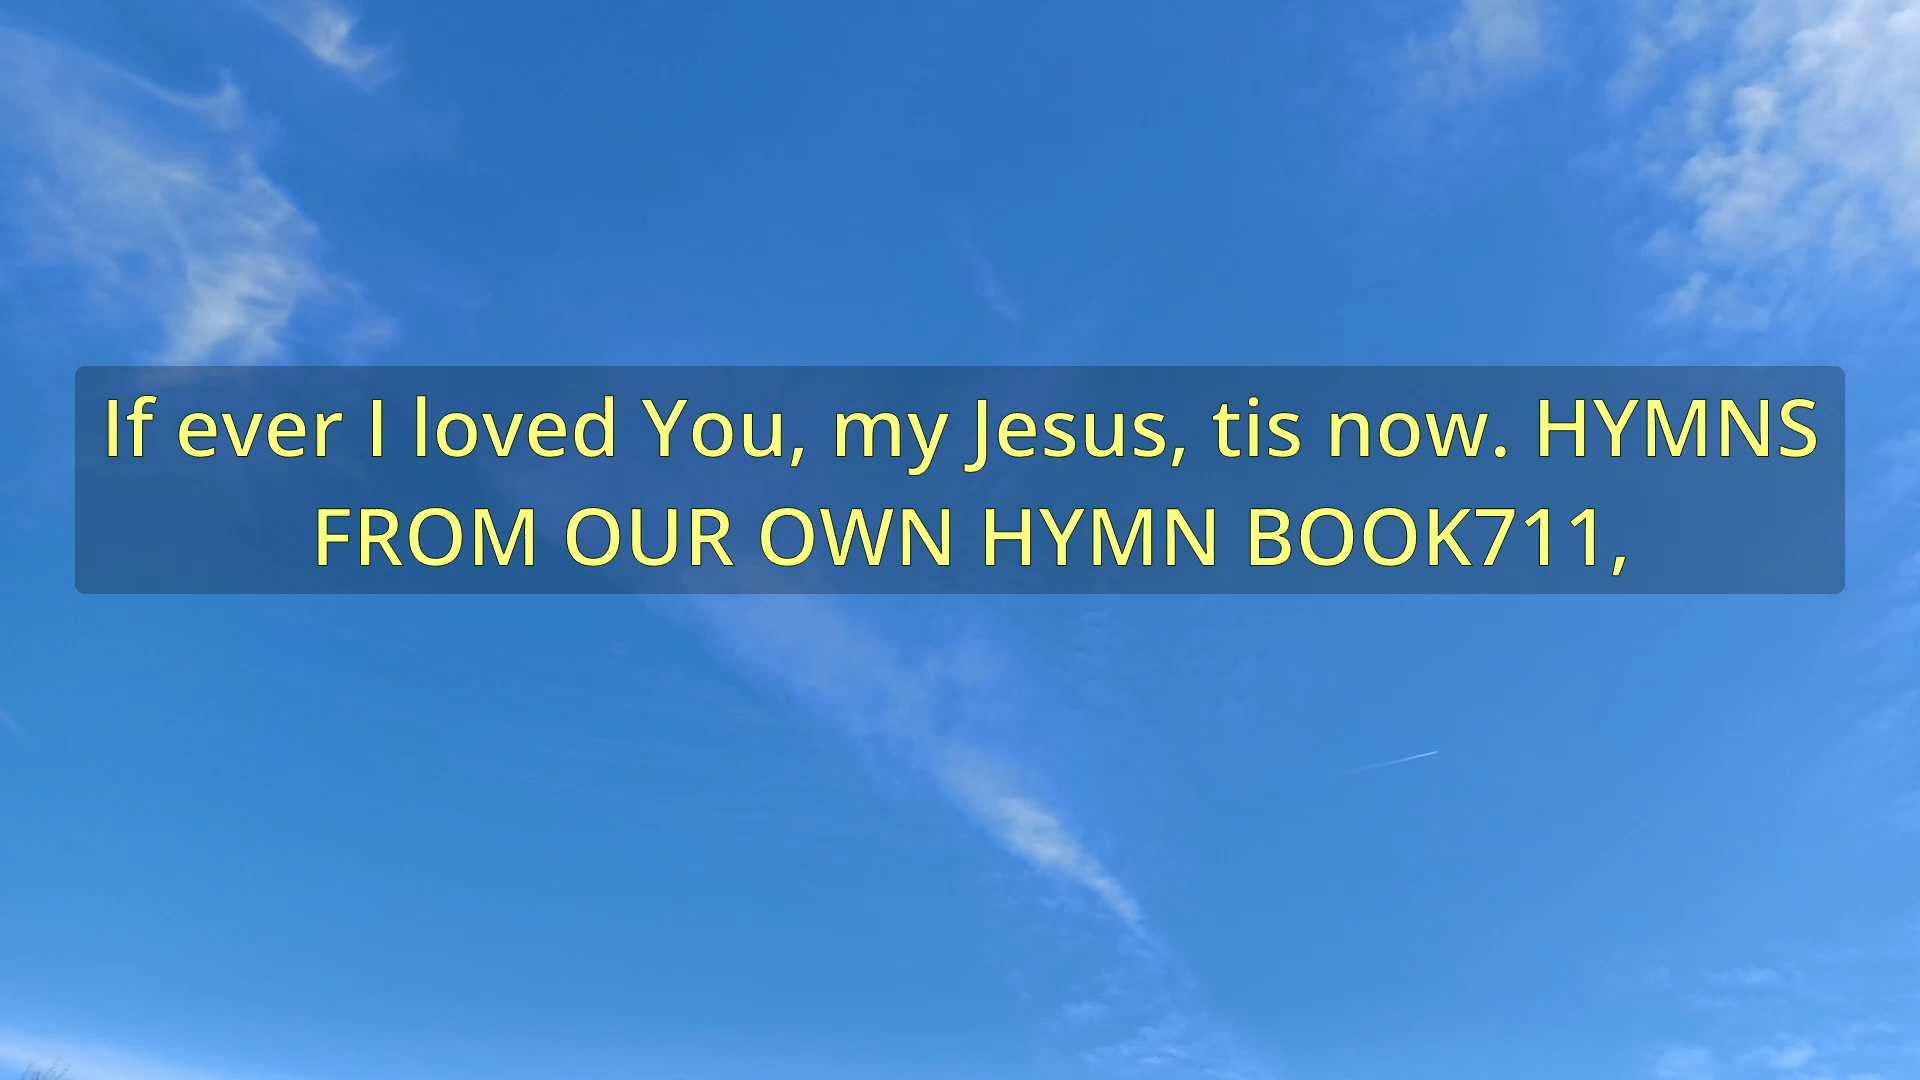 If ever I loved You, my Jesus, tis now. HYMNS
FROM OUR OWN HYMN BOOK711,